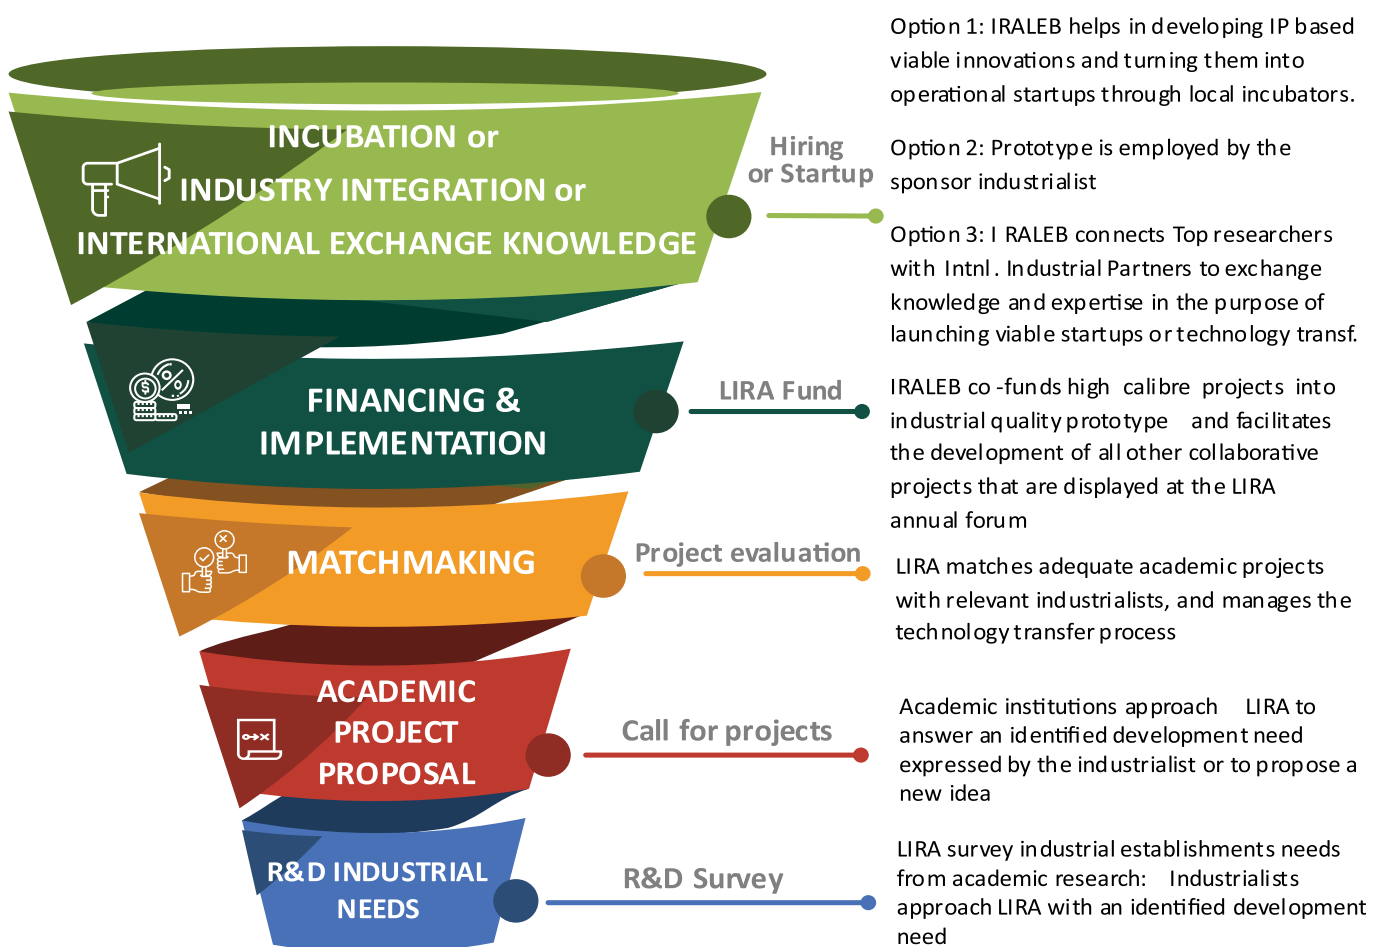 Option 1: IRALEB helps in developing IP based
viable innovations and turning them into
operational startups through local incubators.
INCUBATION or
INDUSTRY INTEGRATION or
INTERNATIONAL EXCHANGE KNOWLEDGE
Hiring
or Startup
Option 2: Prototype is employed by the
sponsor industrialist
Option 3: I RALEB connects Top researchers
with Intnl. Industrial Partners to exchange
knowledge and expertise in the purpose of
launching viable startups or technology transf.
FINANCING &
IMPLEMENTATION
LIRA Fund
IRALEB co -funds high calibre projects into
industrial quality prototype and facilitates
the development of all other collaborative
projects that are displayed at the LIRA
annual forum
MATCHMAKING
Project evaluation
LIRA matches adequate academic projects
with relevant industrialists, and manages the
technology transfer process
ACADEMIC
PROJECT
PROPOSAL
Call for projects
Academic institutions approach LIRA to
answer an identified development need
expressed by the industrialist or to propose a
new idea
R&D INDUSTRIAL
NEEDS
R&D Survey
LIRA survey industrial establishments needs
from academic research: Industrialists
approach LIRA with an identified development
need